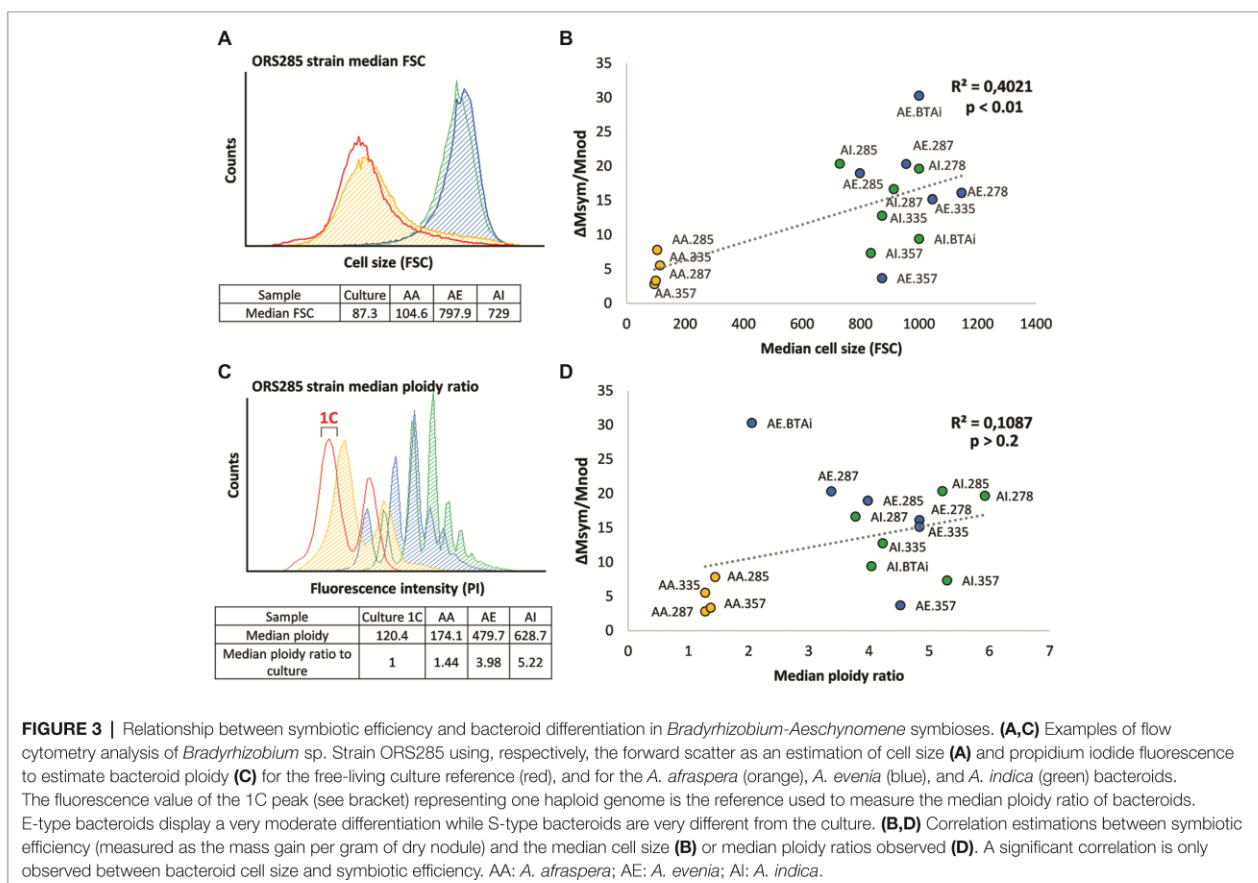 A
ORS285 strain median FSC
Counts
Cell size (FSC)
Sample Culture AA AE AI
Median FSC 87.3 104.6 797.9 729
B
35
30
25
20
15
10
5
0
ΔMsym/Mnod
R² = 0,4021
p < 0.01
AE.BTAi
AE.287
AI.285
AI.278
AE.285
AE.278
AI.287
AE.335
AI.335
AI.BTAi
AI.357
AE.357
AA.285
AA.335
AA.287
AA.357
0 200 400 600 800 1000 1200 1400
Median cell size (FSC)
C
ORS285 strain median ploidy ratio
1C
Counts
Fluorescence intensity (PI)
Sample Culture 1C AA AE AI
Median ploidy 120.4 174.1 479.7 628.7
Median ploidy ratio to
culture 1 1.44 3.98 5.22
D
35
30
25
20
15
10
5
0
ΔMsym/Mnod
R² = 0,1087
p > 0.2
AE.BTAi
AE.287
AI.285
AE.285
AI.278
AI.287
AE.278
AE.335
AI.335
AI.BTAi
AI.357
AE.357
AA.285
AA.335
AA.357
AA.287
0 1 2 3 4 5 6 7
Median ploidy ratio
FIGURE 3 | Relationship between symbiotic efficiency and bacteroid differentiation in Bradyrhizobium-Aeschynomene symbioses. (A,C) Examples of flow
cytometry analysis of Bradyrhizobium sp. Strain ORS285 using, respectively, the forward scatter as an estimation of cell size (A) and propidium iodide fluorescence
to estimate bacteroid ploidy (C) for the free-living culture reference (red), and for the A. afraspera (orange), A. evenia (blue), and A. indica (green) bacteroids.
The fluorescence value of the 1C peak (see bracket) representing one haploid genome is the reference used to measure the median ploidy ratio of bacteroids.
E-type bacteroids display a very moderate differentiation while S-type bacteroids are very different from the culture. (B,D) Correlation estimations between symbiotic
efficiency (measured as the mass gain per gram of dry nodule) and the median cell size (B) or median ploidy ratios observed (D). A significant correlation is only
observed between bacteroid cell size and symbiotic efficiency. AA: A. afraspera; AE: A. evenia; AI: A. indica.